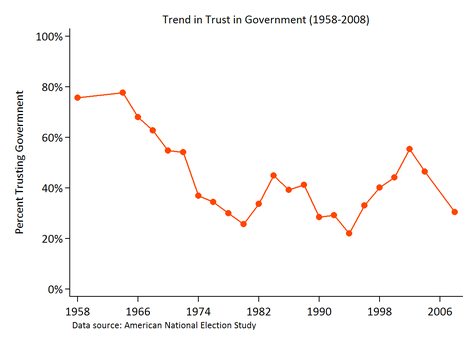 Trend in Trust in Government (1958-2008)
100%
80%
60%
40%
20%
0%
Percent Trusting Government
1958 1966 1974 1982 1990 1998 2006
Data source: American National Election Study